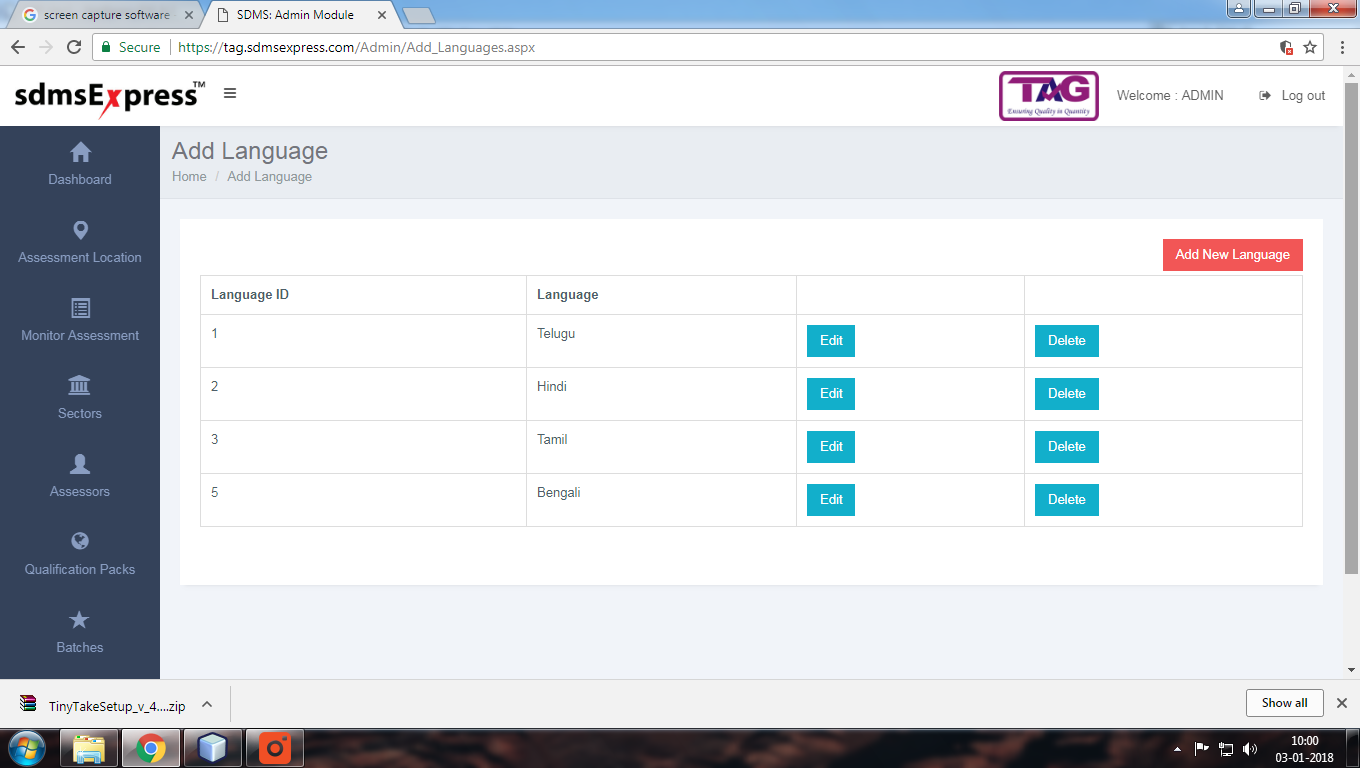 screen capture software
SDMS: Admin Module
Secure https://tag.sdmsexpress.com/Admin/Add_Languages.aspx
sdmsExpress™
TAG
Ensuring Quality in Quantity
Welcome : ADMIN
Log out
Add Language
Home / Add Language
Dashboard
Assessment Location
Monitor Assessment
Sectors
Assessors
Qualification Packs
Batches
Add New Language
Language ID Language
1 Telugu Edit Delete
2 Hindi Edit Delete
3 Tamil Edit Delete
5 Bengali Edit Delete
TinyTakeSetup_v_4....zip
Show all
10:00
03-01-2018